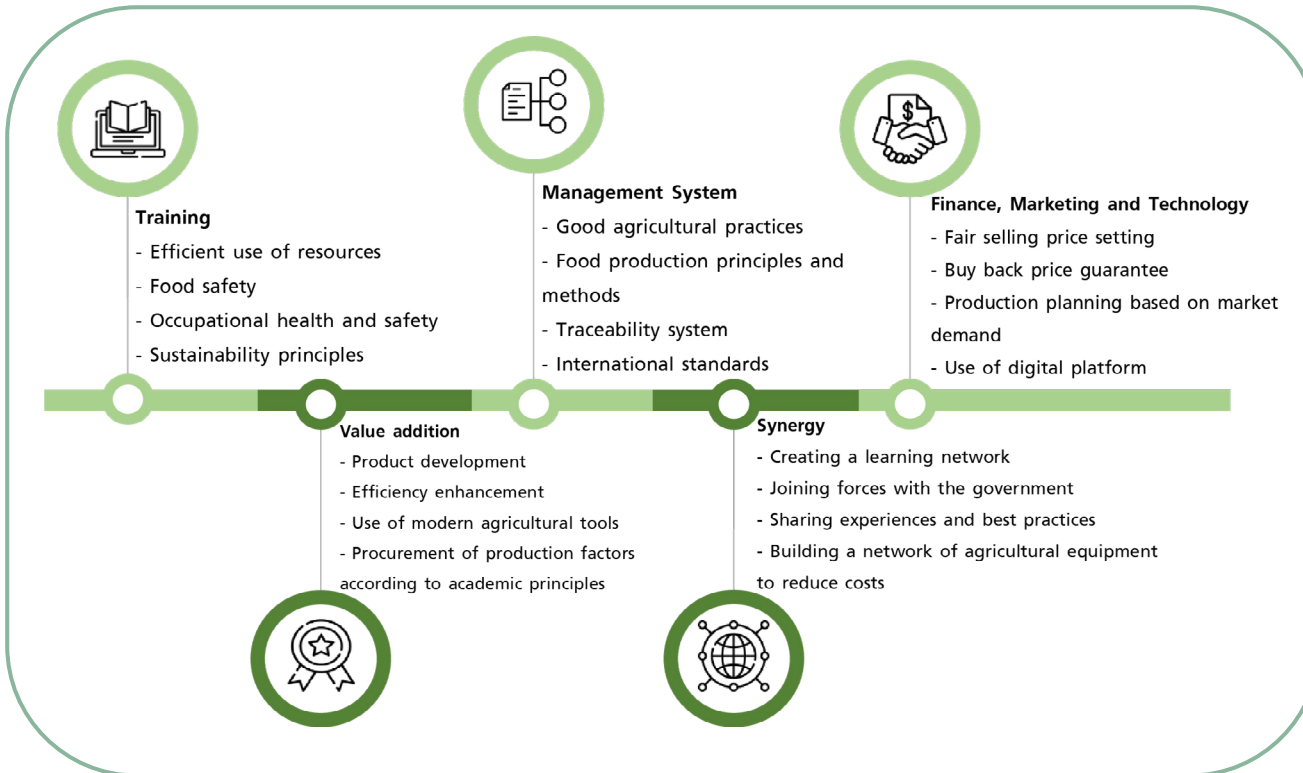 Training
- Efficient use of resources
- Food safety
- Occupational health and safety
- Sustainability principles
Value addition
- Product development
- Efficiency enhancement
- Use of modern agricultural tools
- Procurement of production factors
according to academic principles
Management System
- Good agricultural practices
- Food production principles and
methods
- Traceability system
- International standards
Synergy
- Creating a learning network
- Joining forces with the government
- Sharing experiences and best practices
- Building a network of agricultural equipment
to reduce costs
$
Finance, Marketing and Technology
- Fair selling price setting
- Buy back price guarantee
- Production planning based on market
demand
- Use of digital platform